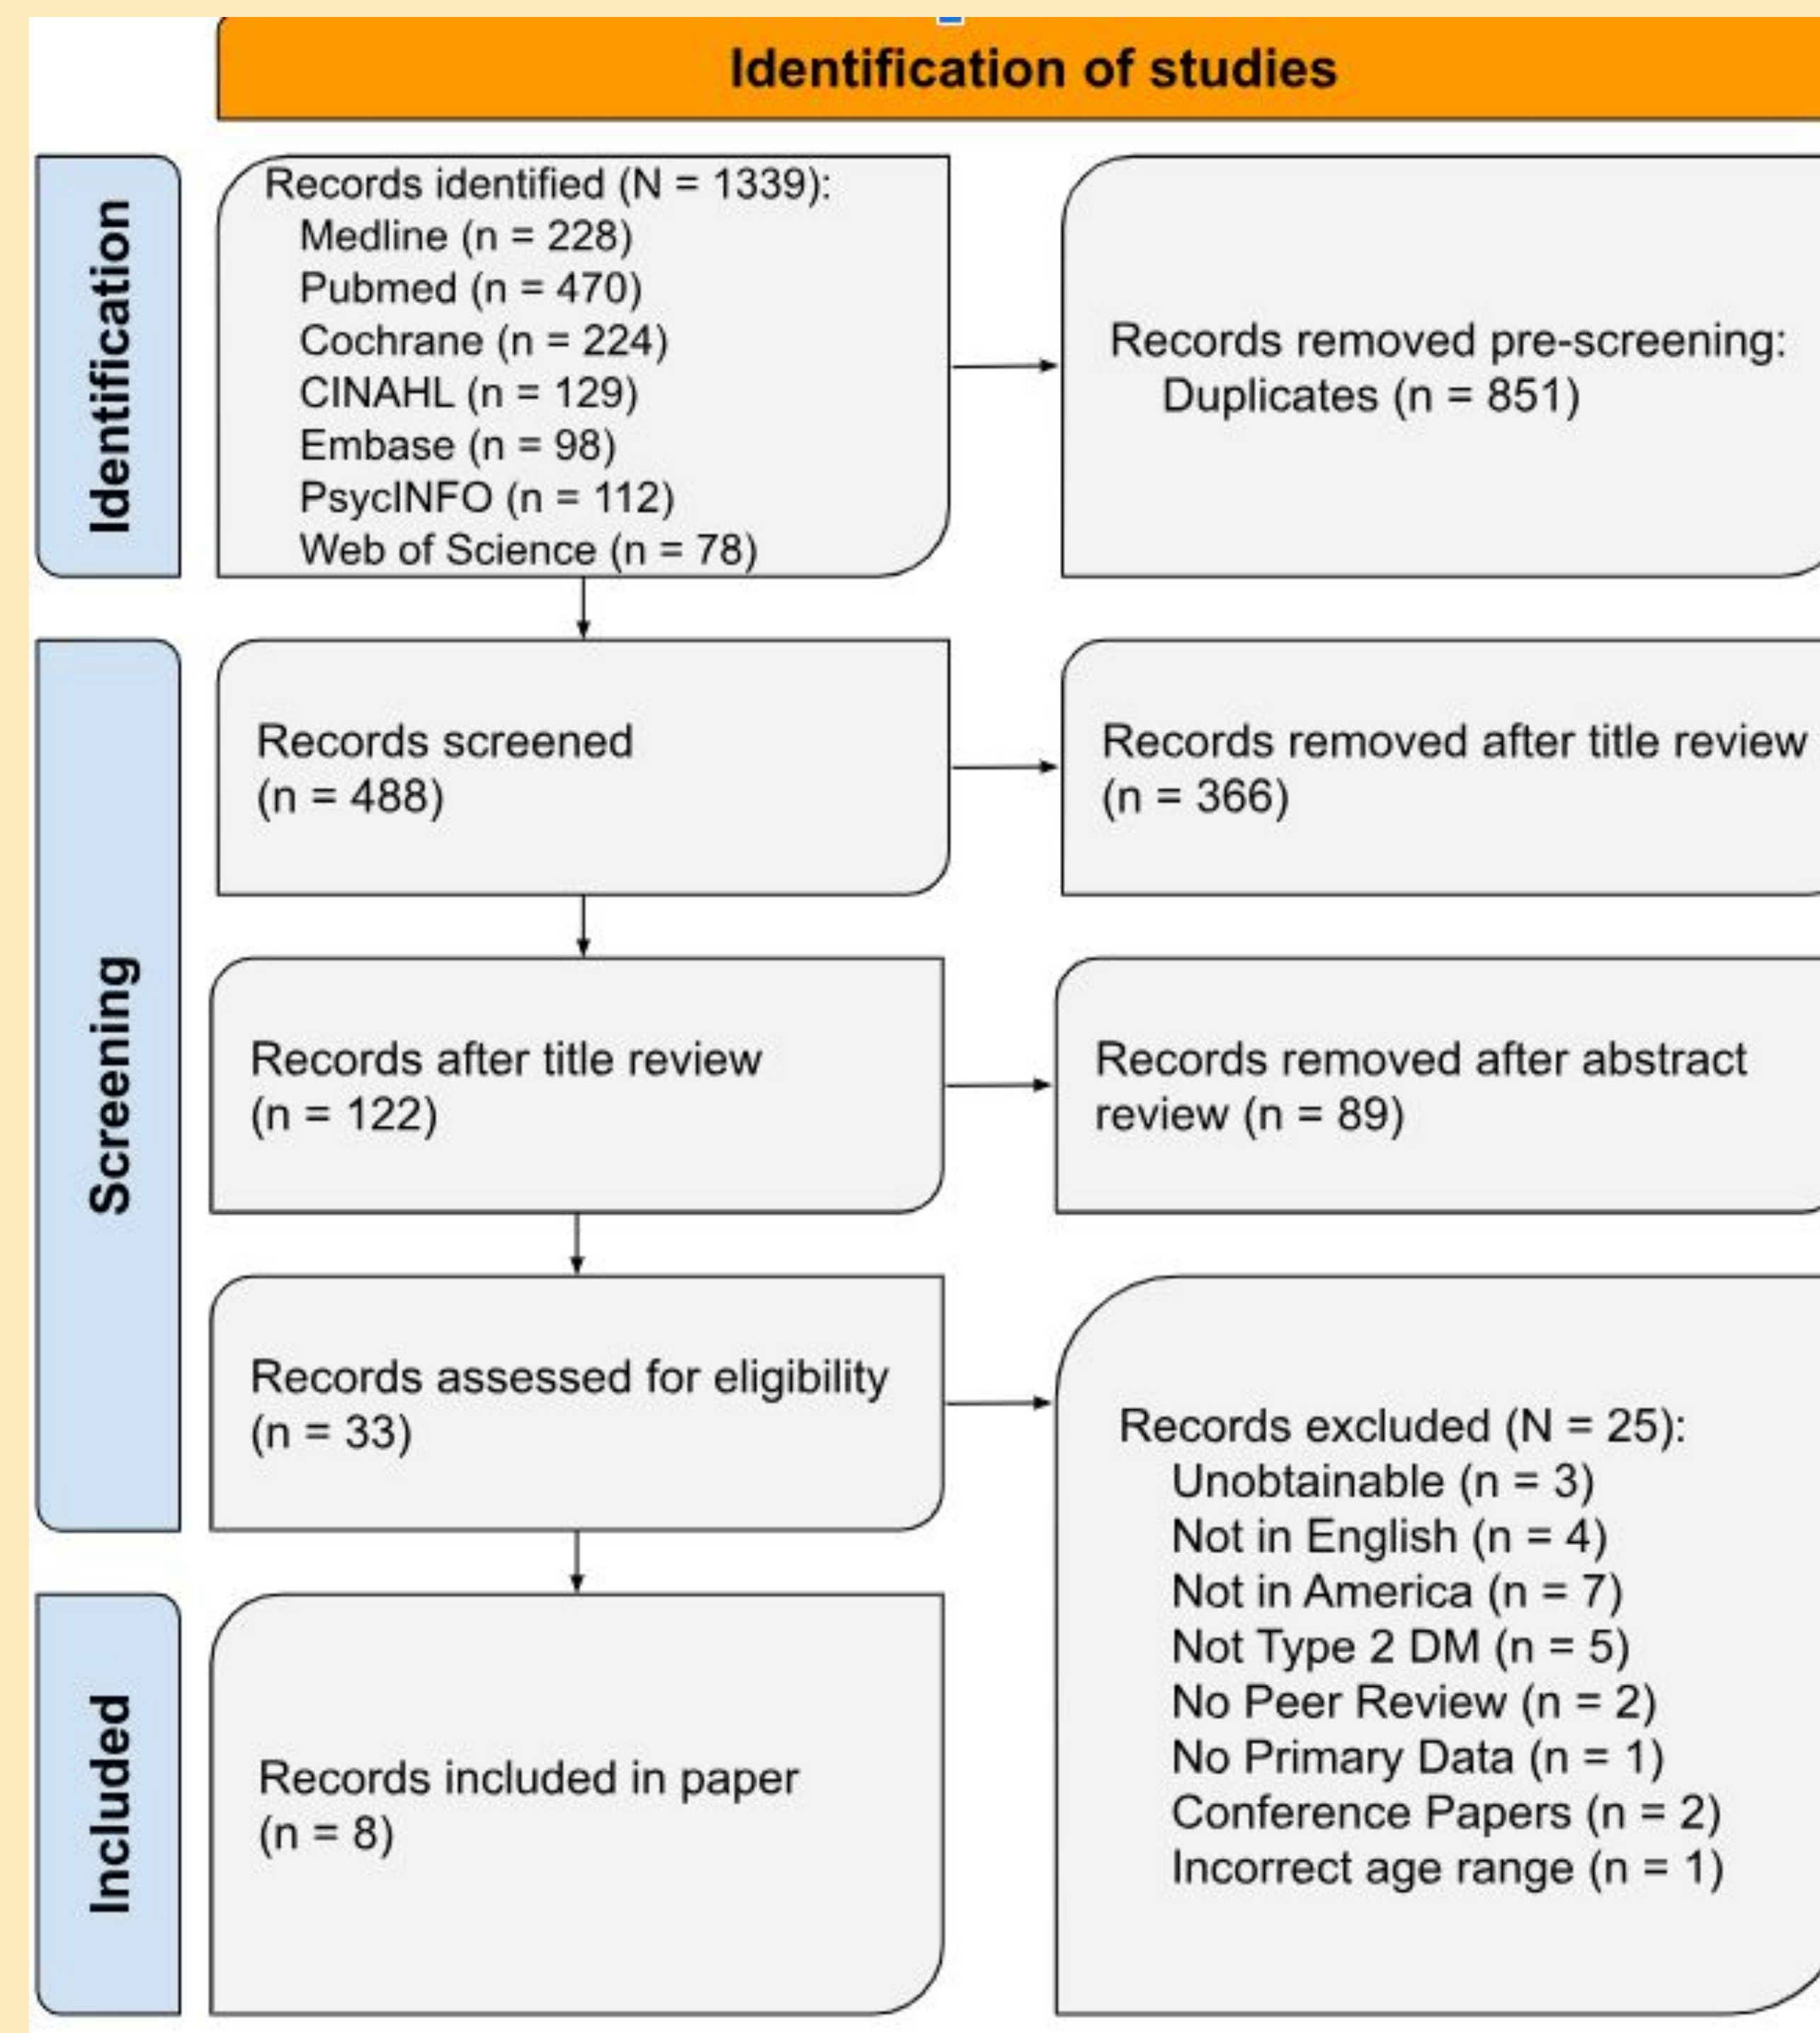 Identification of studies
Identification
Records identified (N = 1339):
Medline (n = 228)
Pubmed (n = 470)
Cochrane (n = 224)
CINAHL (n = 129)
Embase (n = 98)
PsycINFO (n = 112)
Web of Science (n = 78)
Records removed pre-screening:
Duplicates (n = 851)
Screening
Records screened
(n = 488)
Records removed after title review
(n = 366)
Records after title review
(n = 122)
Records removed after abstract
review (n = 89)
Records assessed for eligibility
(n = 33)
Records excluded (N = 25):
Unobtainable (n = 3)
Not in English (n = 4)
Not in America (n = 7)
Not Type 2 DM (n = 5)
No Peer Review (n = 2)
No Primary Data (n = 1)
Conference Papers (n = 2)
Incorrect age range (n = 1)
Included
Records included in paper
(n = 8)